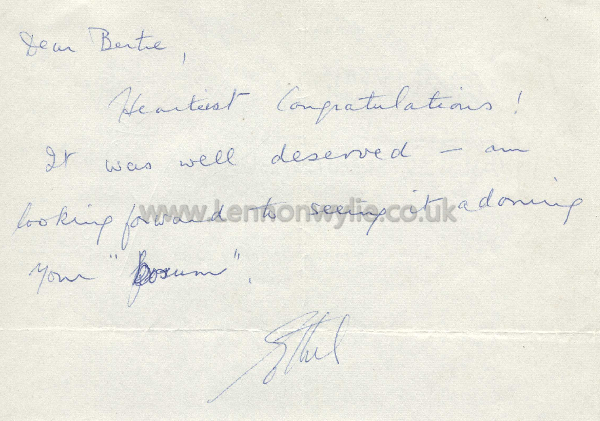 Dear Bertie,
Heartiest Congratulations!
It was well deserved - am
looking forward to seeing it adorning
your "bosum".
Ethel
www.Lennonwylie.co.uk